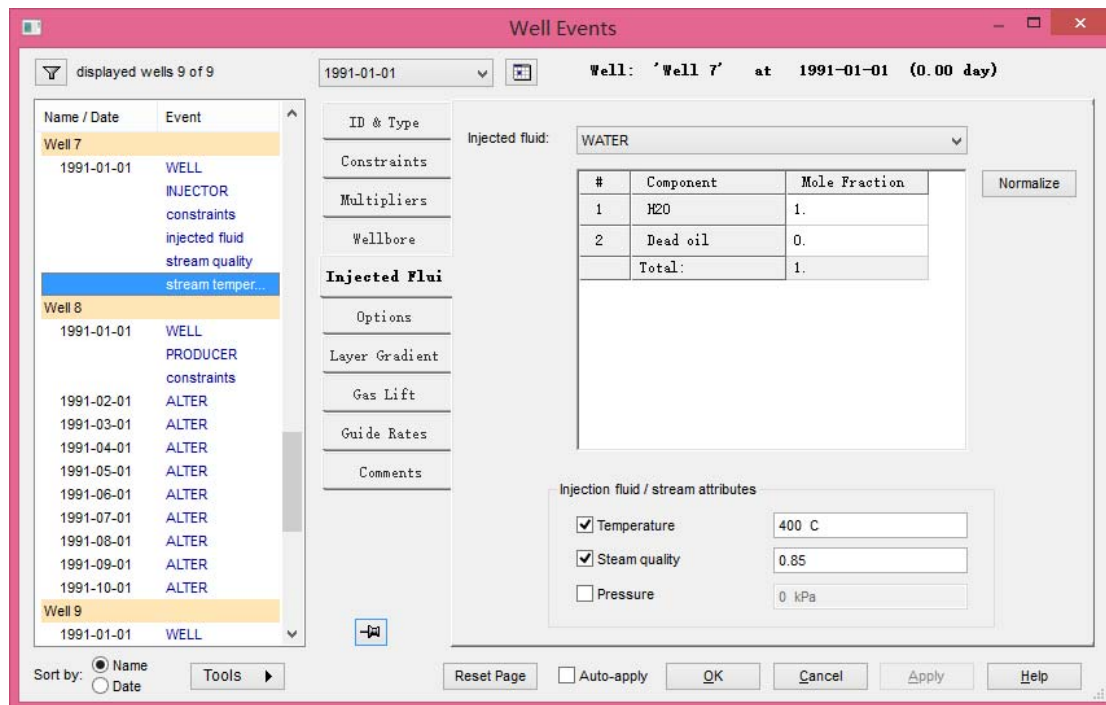 Well Events
displayed wells 9 of 9
1991-01-01
Well: 'Well 7' at 1991-01-01 (0.00 day)
Name / Date Event
Well 7
1991-01-01 WELL
INJECTOR
constraints
injected fluid
stream quality
stream temper...
Well 8
1991-01-01 WELL
PRODUCER
constraints
1991-02-01 ALTER
1991-03-01 ALTER
1991-04-01 ALTER
1991-05-01 ALTER
1991-06-01 ALTER
1991-07-01 ALTER
1991-08-01 ALTER
1991-09-01 ALTER
1991-10-01 ALTER
Well 9
1991-01-01 WELL
ID & Type
Constraints
Multipliers
Wellbore
Injected Flui
Options
Layer Gradient
Gas Lift
Guide Rates
Comments
Injected fluid: WATER
# Component Mole Fraction
1 H2O 1.
2 Dead oil 0.
Total: 1.
Normalize
Injection fluid / stream attributes
Temperature 400 C
Steam quality 0.85
Pressure 0 kPa
Sort by: Name
Date
Tools
Reset Page
Auto-apply
OK
Cancel
Apply
Help